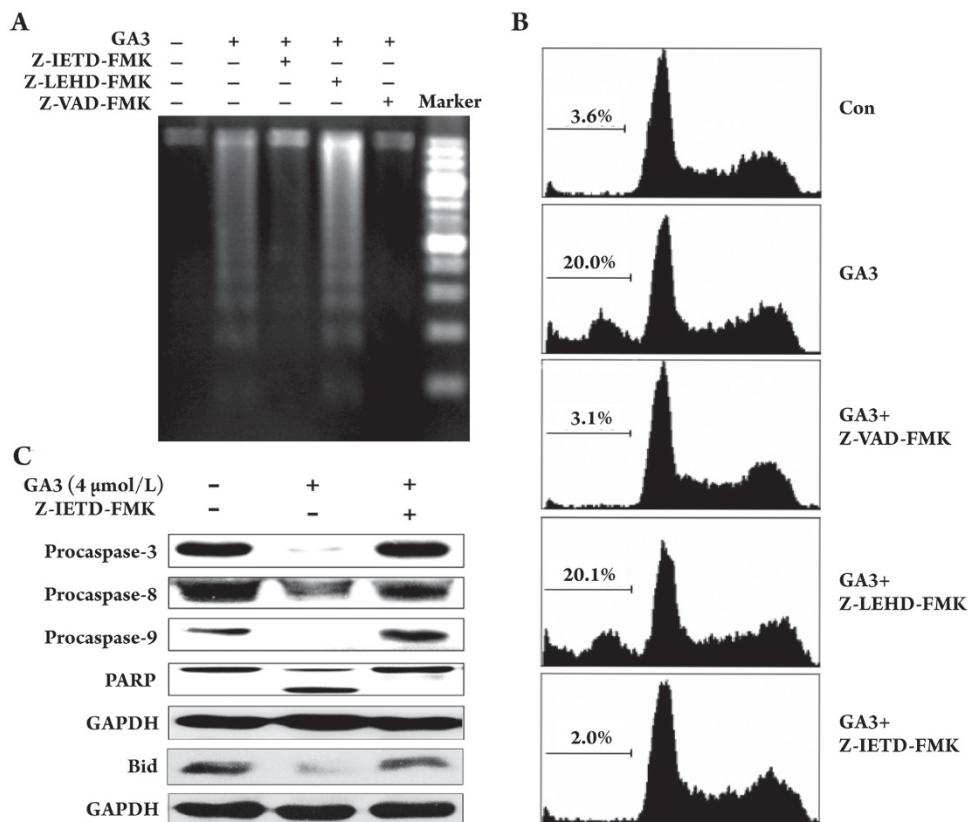 A
GA3 – + + + +
Z-IETD-FMK – – + – –
Z-LEHD-FMK – – – + –
Z-VAD-FMK – – – – + Marker
B
3.6%
Con
20.0%
GA3
3.1%
GA3+
Z-VAD-FMK
20.1%
GA3+
Z-LEHD-FMK
2.0%
GA3+
Z-IETD-FMK
C
GA3 (4 μmol/L) – + +
Z-IETD-FMK – – +
Procaspase-3
Procaspase-8
Procaspase-9
PARP
GAPDH
Bid
GAPDH